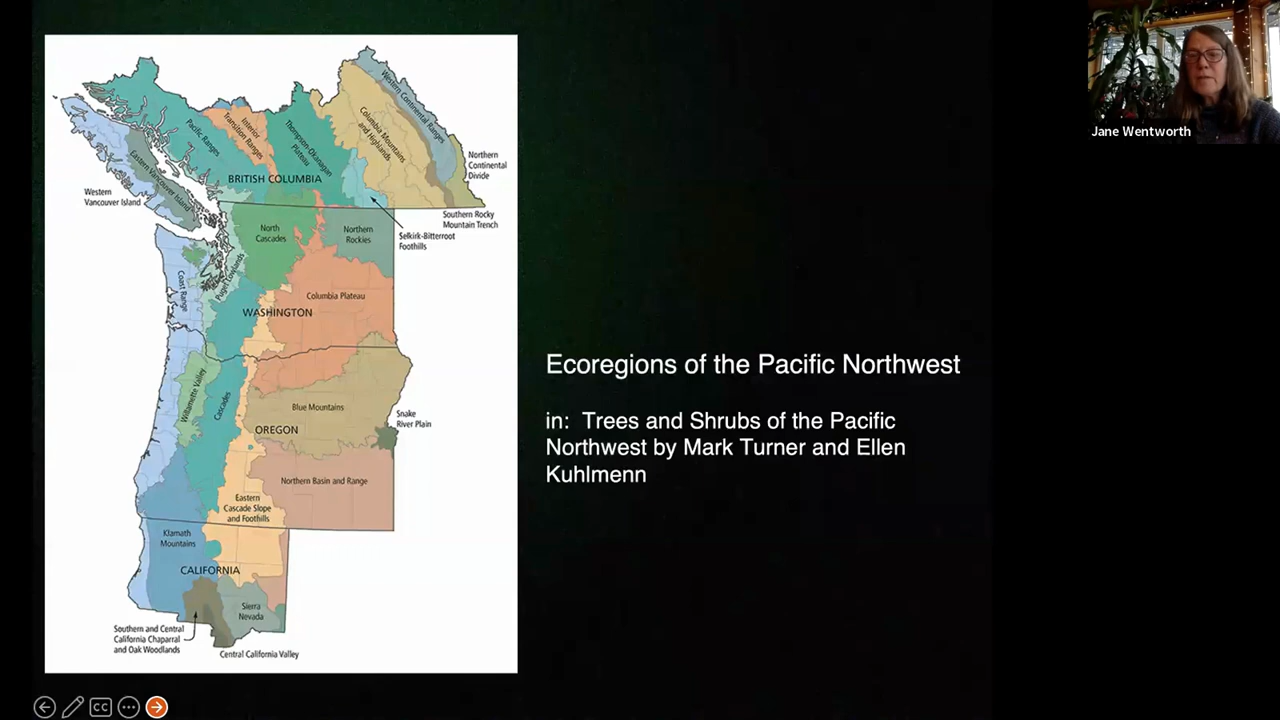 Jane Wentworth
Western Continental Ranges
Columbia Mountains
and Highlands
Interior
Transition Ranges
Thompson-Okanagan
Plateau
Pacific Ranges
Eastern Vancouver Island
Northern
Continental
Divide
BRITISH COLUMBIA
Western
Vancouver Island
Southern Rocky
Mountain Trench
Selkirk-Bitterroot
Foothills
North
Cascades
Northern
Rockies
Puget Lowlands
Coast Range
Columbia Plateau
WASHINGTON
Willamette Valley
Cascades
Blue Mountains
Snake
River Plain
OREGON
Northern Basin and Range
Eastern
Cascade Slope
and Foothills
Klamath
Mountains
CALIFORNIA
Sierra
Nevada
Southern and Central
California Chaparral
and Oak Woodlands
Central California Valley
Ecoregions of the Pacific Northwest
in: Trees and Shrubs of the Pacific
Northwest by Mark Turner and Ellen
Kuhlmenn
CC